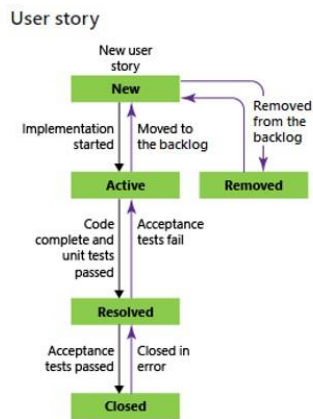 User story
New user
story
New
Implementation
started
Moved to
the backlog
Removed
from the
backlog
Active
Removed
Code
complete and
unit tests
passed
Acceptance
tests fail
Resolved
Acceptance
tests passed
Closed in
error
Closed